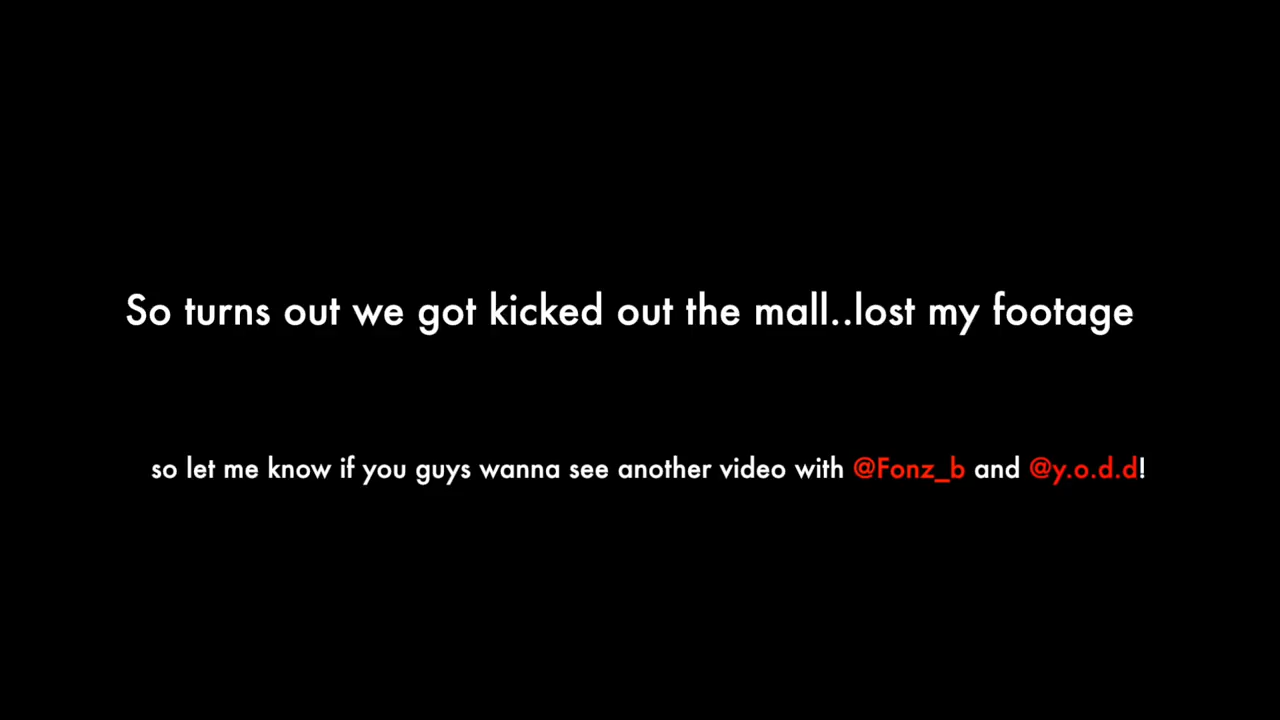 So turns out we got kicked out the mall..lost my footage
so let me know if you guys wanna see another video with @Fonz_b and @y.o.d.d!